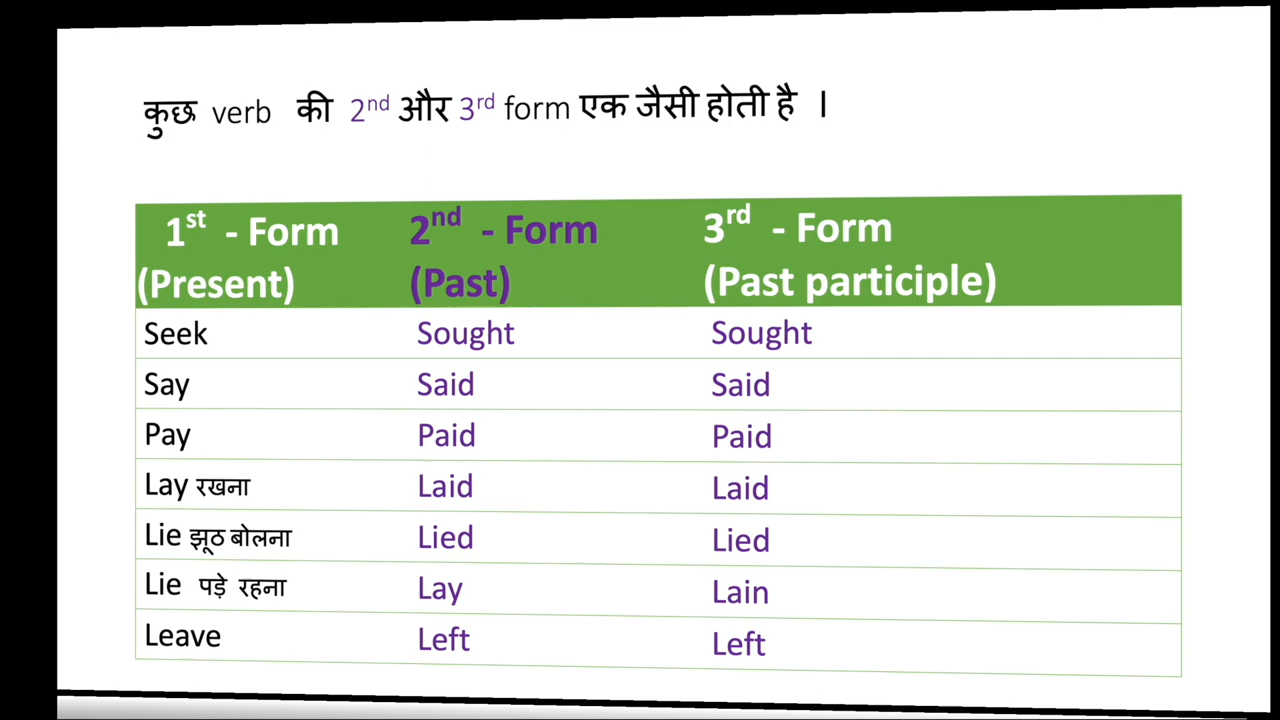 कुछ verb की 2nd और 3rd form एक जैसी होती है ।
1st - Form (Present) 2nd - Form (Past) 3rd - Form (Past participle)
Seek Sought Sought
Say Said Said
Pay Paid Paid
Lay रखना Laid Laid
Lie झूठ बोलना Lied Lied
Lie पड़े रहना Lay Lain
Leave Left Left